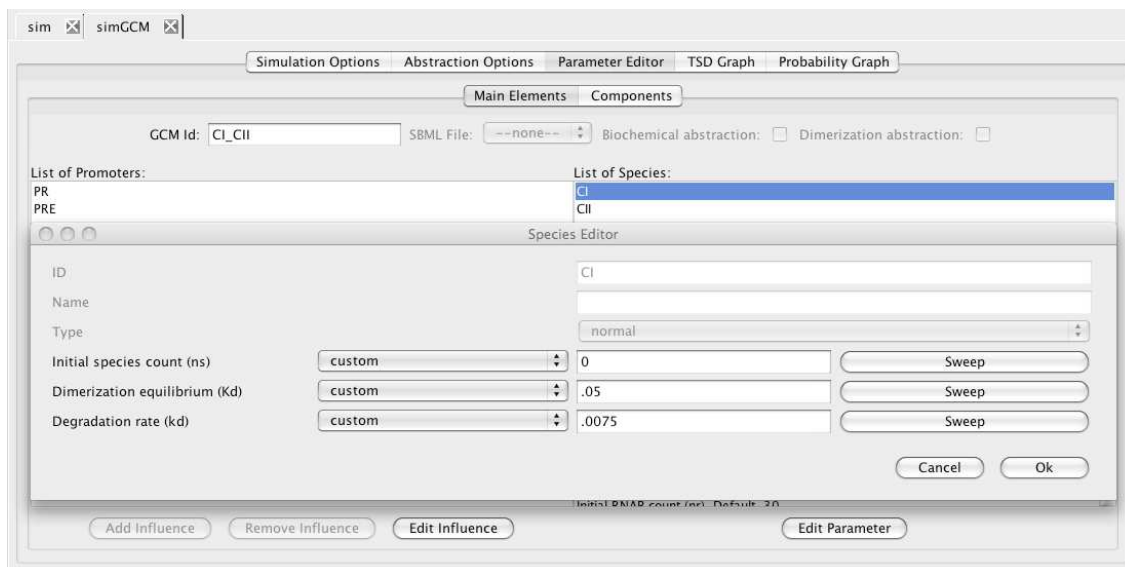 sim simGCM
Simulation Options Abstraction Options Parameter Editor TSD Graph Probability Graph
Main Elements Components
GCM Id: CI_CII SBML File: --none-- Biochemical abstraction: Dimerization abstraction:
List of Promoters: List of Species:
PR CI
PRE CII
Species Editor
ID CI
Name
Type normal
Initial species count (ns) custom 0 Sweep
Dimerization equilibrium (Kd) custom .05 Sweep
Degradation rate (kd) custom .0075 Sweep
Cancel Ok
Initial RNAP count (nr), Default, 30
Add Influence Remove Influence Edit Influence Edit Parameter